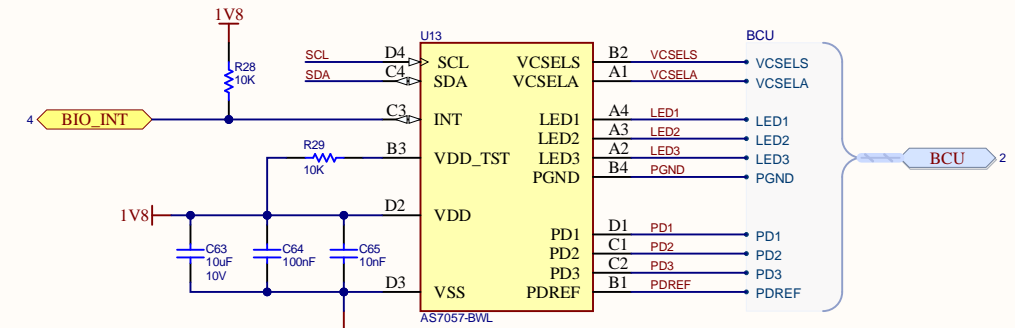 1V8
R28
10K
4 BIO_INT
SCL
SDA
R29
10K
1V8
C63
10uF
10V
C64
100nF
C65
10nF
U13
D4 SCL VCSELS B2 VCSELS
C4 SDA VCSELA A1 VCSELA
C3 INT LED1 A4 LED1
LED2 A3 LED2
B3 VDD_TST LED3 A2 LED3
PGND B4 PGND
D2 VDD
PD1 D1 PD1
PD2 C1 PD2
PD3 C2 PD3
D3 VSS PDREF B1 PDREF
AS7057-BWL
BCU
VCSELS
VCSELA
LED1
LED2
LED3
PGND
PD1
PD2
PD3
PDREF
BCU 2